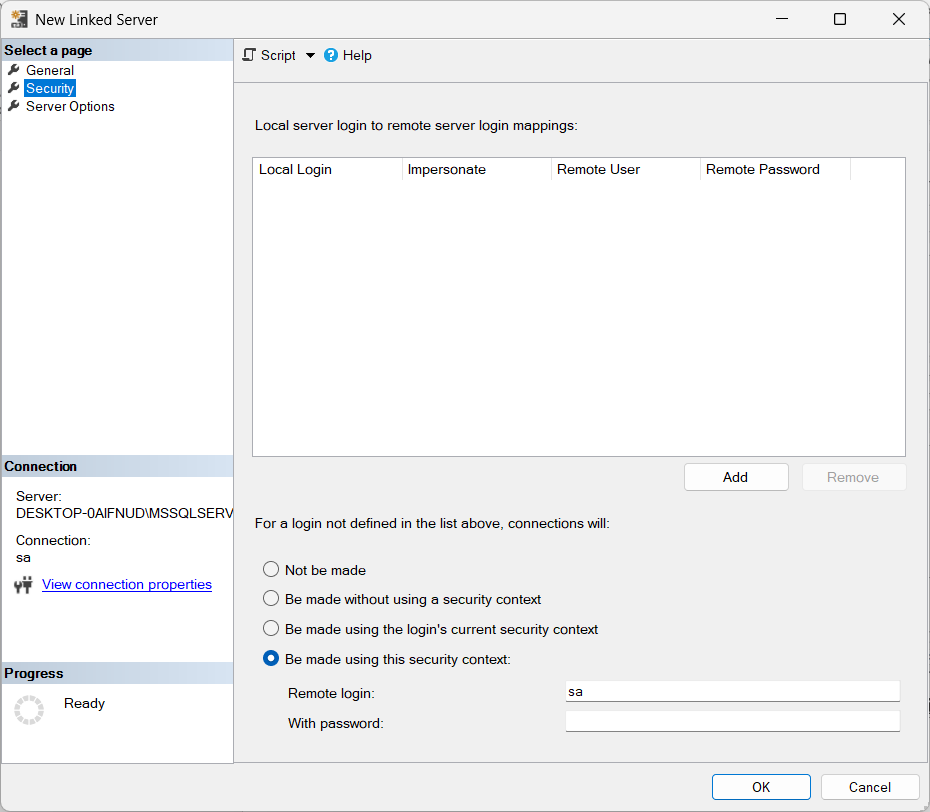 New Linked Server
Select a page
General
Security
Server Options
Script
Help
Local server login to remote server login mappings:
Local Login Impersonate Remote User Remote Password
Add Remove
Connection
Server:
DESKTOP-0AIFNUD\MSSQLSERV
Connection:
sa
View connection properties
Progress
Ready
For a login not defined in the list above, connections will:
Not be made
Be made without using a security context
Be made using the login's current security context
Be made using this security context:
Remote login: sa
With password:
OK Cancel